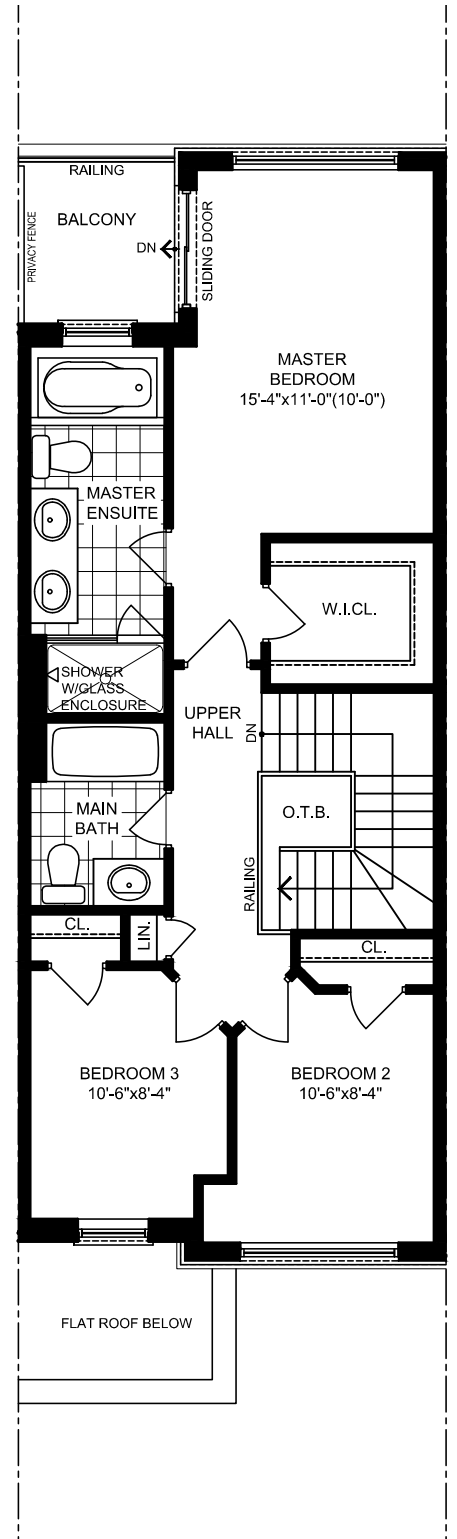 RAILING
BALCONY
PRIVACY FENCE
DN
SLIDING DOOR
MASTER
BEDROOM
15'-4"x11'-0"(10'-0")
MASTER
ENSUITE
W.I.CL.
SHOWER
W/GLASS
ENCLOSURE
UPPER
HALL
DN
O.T.B.
MAIN
BATH
RAILING
CL.
LIN.
CL.
BEDROOM 3
10'-6"x8'-4"
BEDROOM 2
10'-6"x8'-4"
FLAT ROOF BELOW